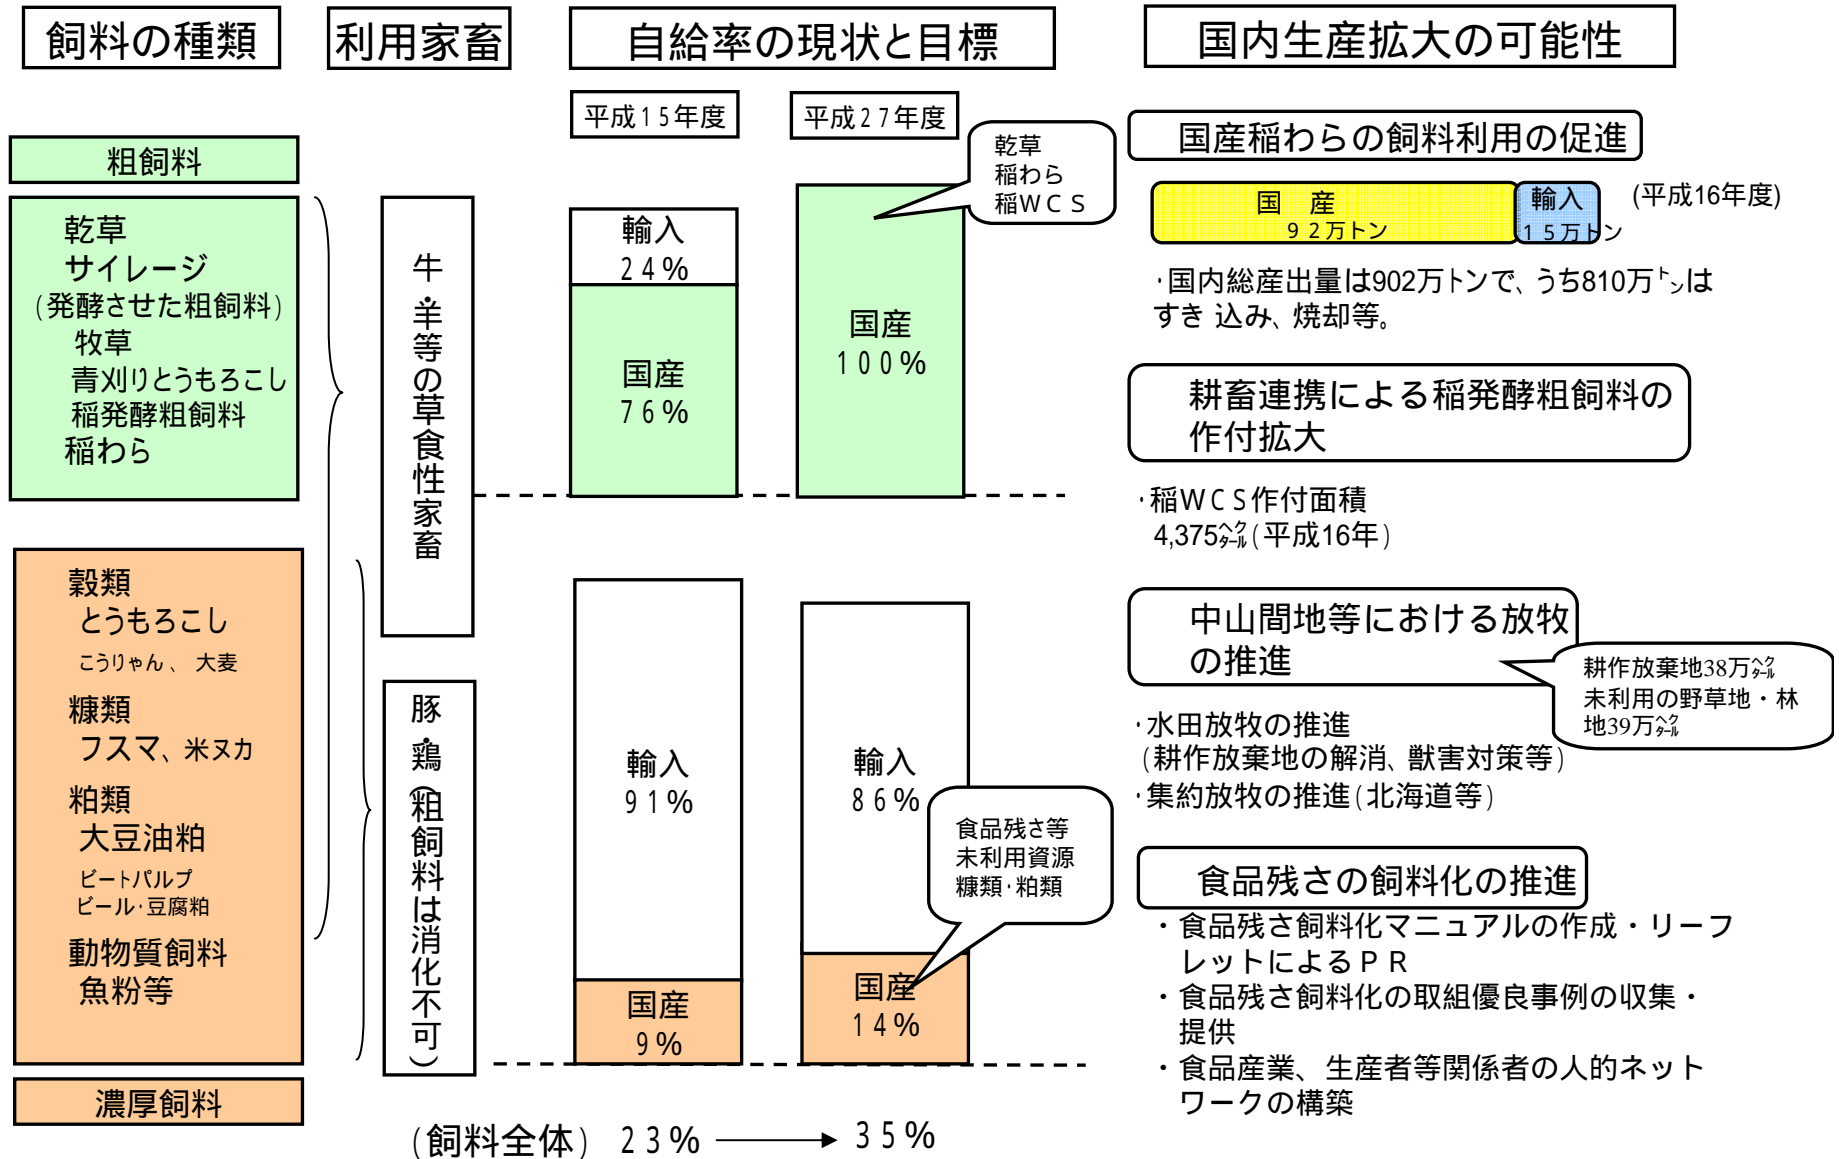 飼料の種類
利用家畜
自給率の現状と目標
国内生産拡大の可能性
粗飼料
乾草
サイレージ
(発酵させた粗飼料)
牧草
青刈りとうもろこし
稲発酵粗飼料
稲わら
穀類
とうもろこし
こうりゃん、大麦
糠類
フスマ、米ヌカ
粕類
大豆油粕
ビートパルプ
ビール・豆腐粕
動物質飼料
魚粉等
濃厚飼料
牛・羊等の草食性家畜
豚・鶏(粗飼料は消化不可)
平成15年度
平成27年度
乾草
稲わら
稲WCS
輸入
24%
国産
76%
国産
100%
輸入
91%
国産
9%
輸入
86%
国産
14%
食品残さ等
未利用資源
糠類・粕類
(飼料全体) 23% → 35%
国産稲わらの飼料利用の促進
国 産
92万トン
輸入
15万トン
(平成16年度)
・国内総産出量は902万トンで、うち810万トンは
すき 込み、焼却等。
耕畜連携による稲発酵粗飼料の
作付拡大
・稲WCS作付面積
4,375ヘクタール(平成16年)
中山間地等における放牧
の推進
耕作放棄地38万ヘクタール
未利用の野草地・林
地39万ヘクタール
・水田放牧の推進
(耕作放棄地の解消、獣害対策等)
・集約放牧の推進(北海道等)
食品残さの飼料化の推進
・食品残さ飼料化マニュアルの作成・リーフ
レットによるPR
・食品残さ飼料化の取組優良事例の収集・
提供
・食品産業、生産者等関係者の人的ネット
ワークの構築